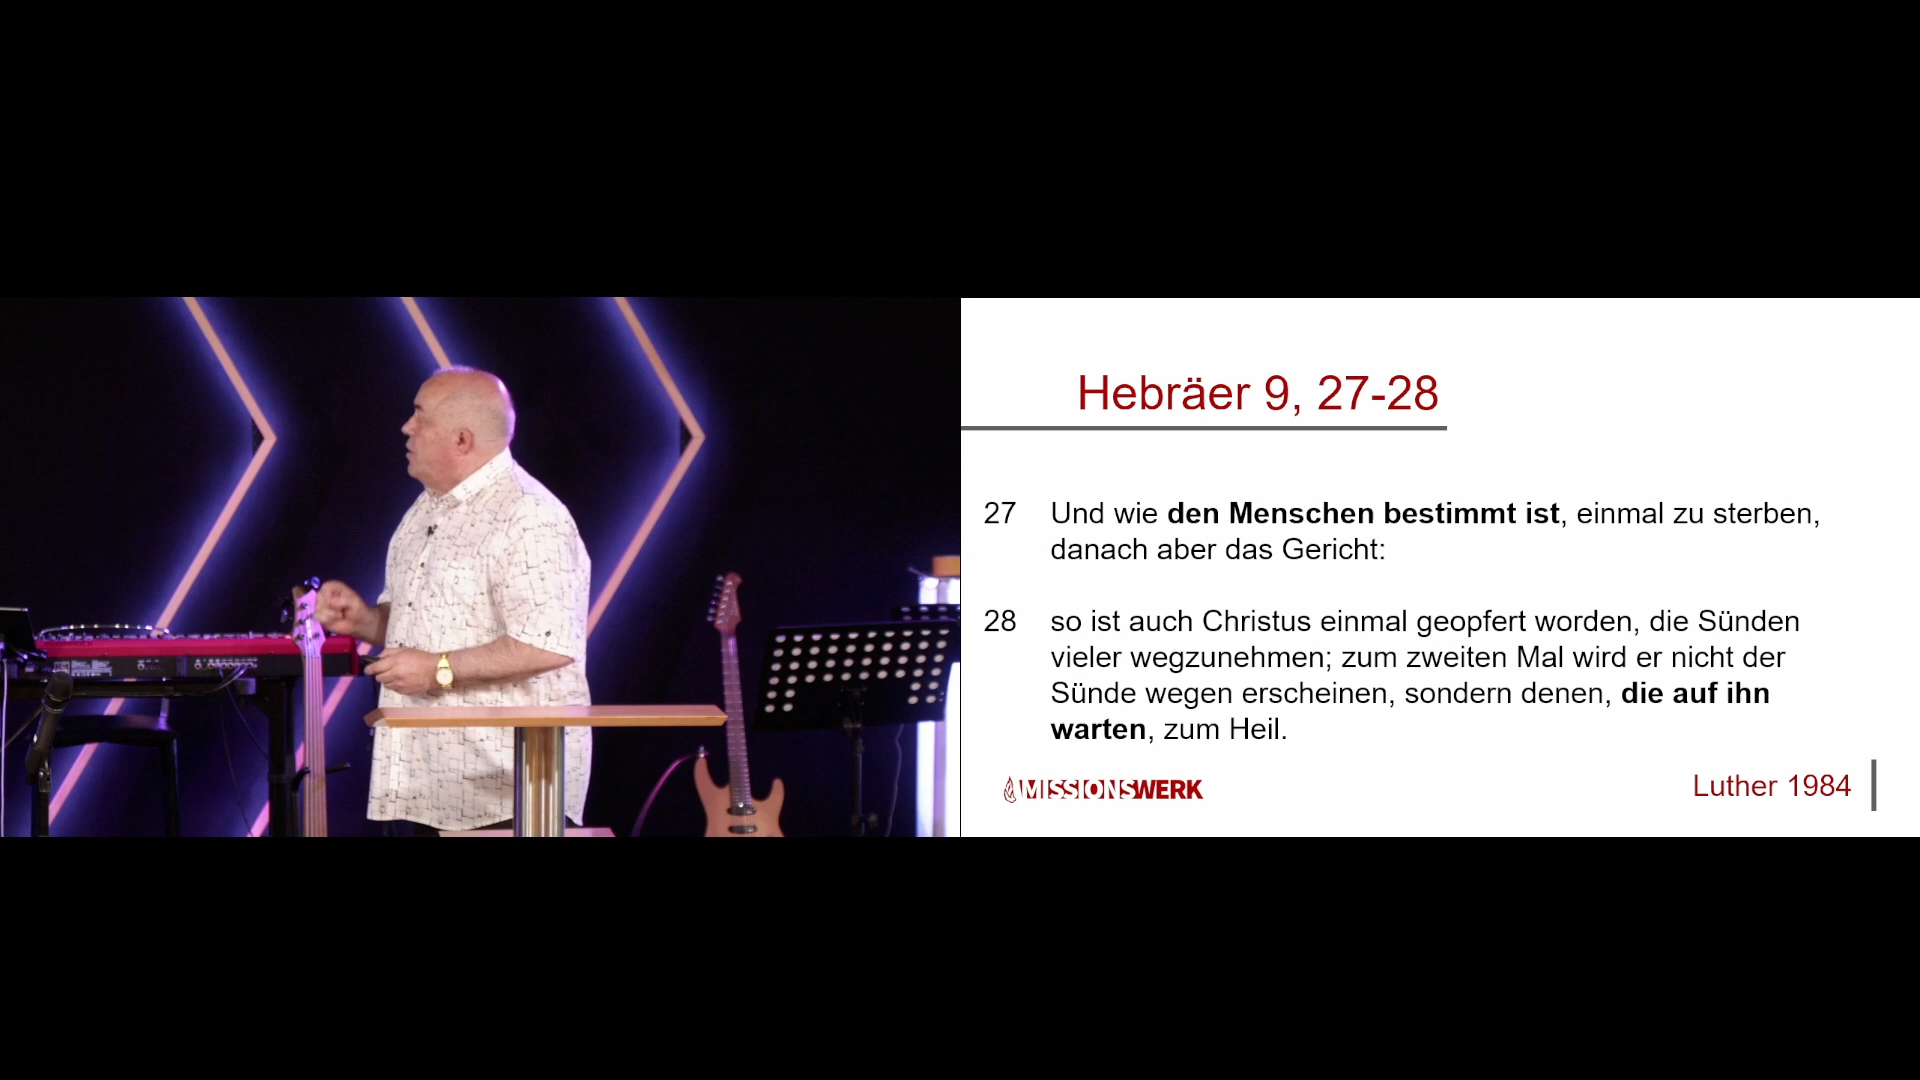 Hebräer 9, 27-28
27 Und wie den Menschen bestimmt ist, einmal zu sterben,
danach aber das Gericht:
28 so ist auch Christus einmal geopfert worden, die Sünden
vieler wegzunehmen; zum zweiten Mal wird er nicht der
Sünde wegen erscheinen, sondern denen, die auf ihn
warten, zum Heil.
MISSIONSWERK
Luther 1984